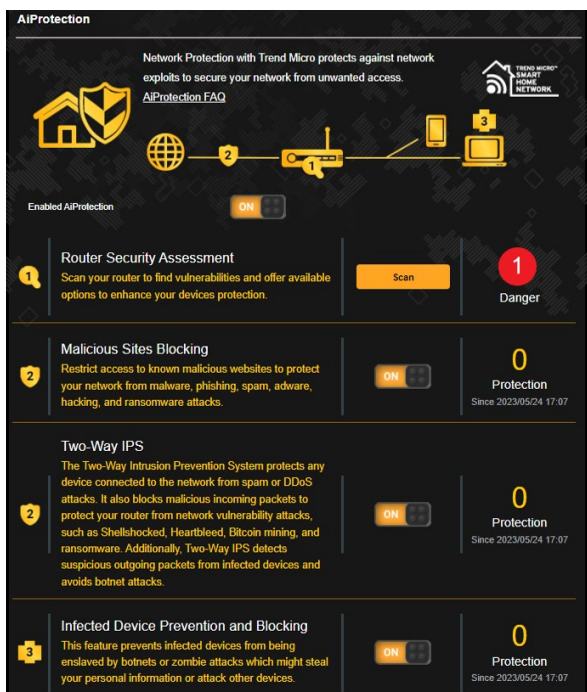 AiProtection
Network Protection with Trend Micro protects against network
exploits to secure your network from unwanted access.
AiProtection FAQ
TREND MICRO™
SMART
HOME
NETWORK
3
2
1
Enabled AiProtection
ON
1
Router Security Assessment
Scan your router to find vulnerabilities and offer available
options to enhance your devices protection.
Scan
1
Danger
2
Malicious Sites Blocking
Restrict access to known malicious websites to protect
your network from malware, phishing, spam, adware,
hacking, and ransomware attacks.
ON
0
Protection
Since 2023/05/24 17:07
2
Two-Way IPS
The Two-Way Intrusion Prevention System protects any
device connected to the network from spam or DDoS
attacks. It also blocks malicious incoming packets to
protect your router from network vulnerability attacks,
such as Shellshocked, Heartbleed, Bitcoin mining, and
ransomware. Additionally, Two-Way IPS detects
suspicious outgoing packets from infected devices and
avoids botnet attacks.
ON
0
Protection
Since 2023/05/24 17:07
3
Infected Device Prevention and Blocking
This feature prevents infected devices from being
enslaved by botnets or zombie attacks which might steal
your personal information or attack other devices.
ON
0
Protection
Since 2023/05/24 17:07